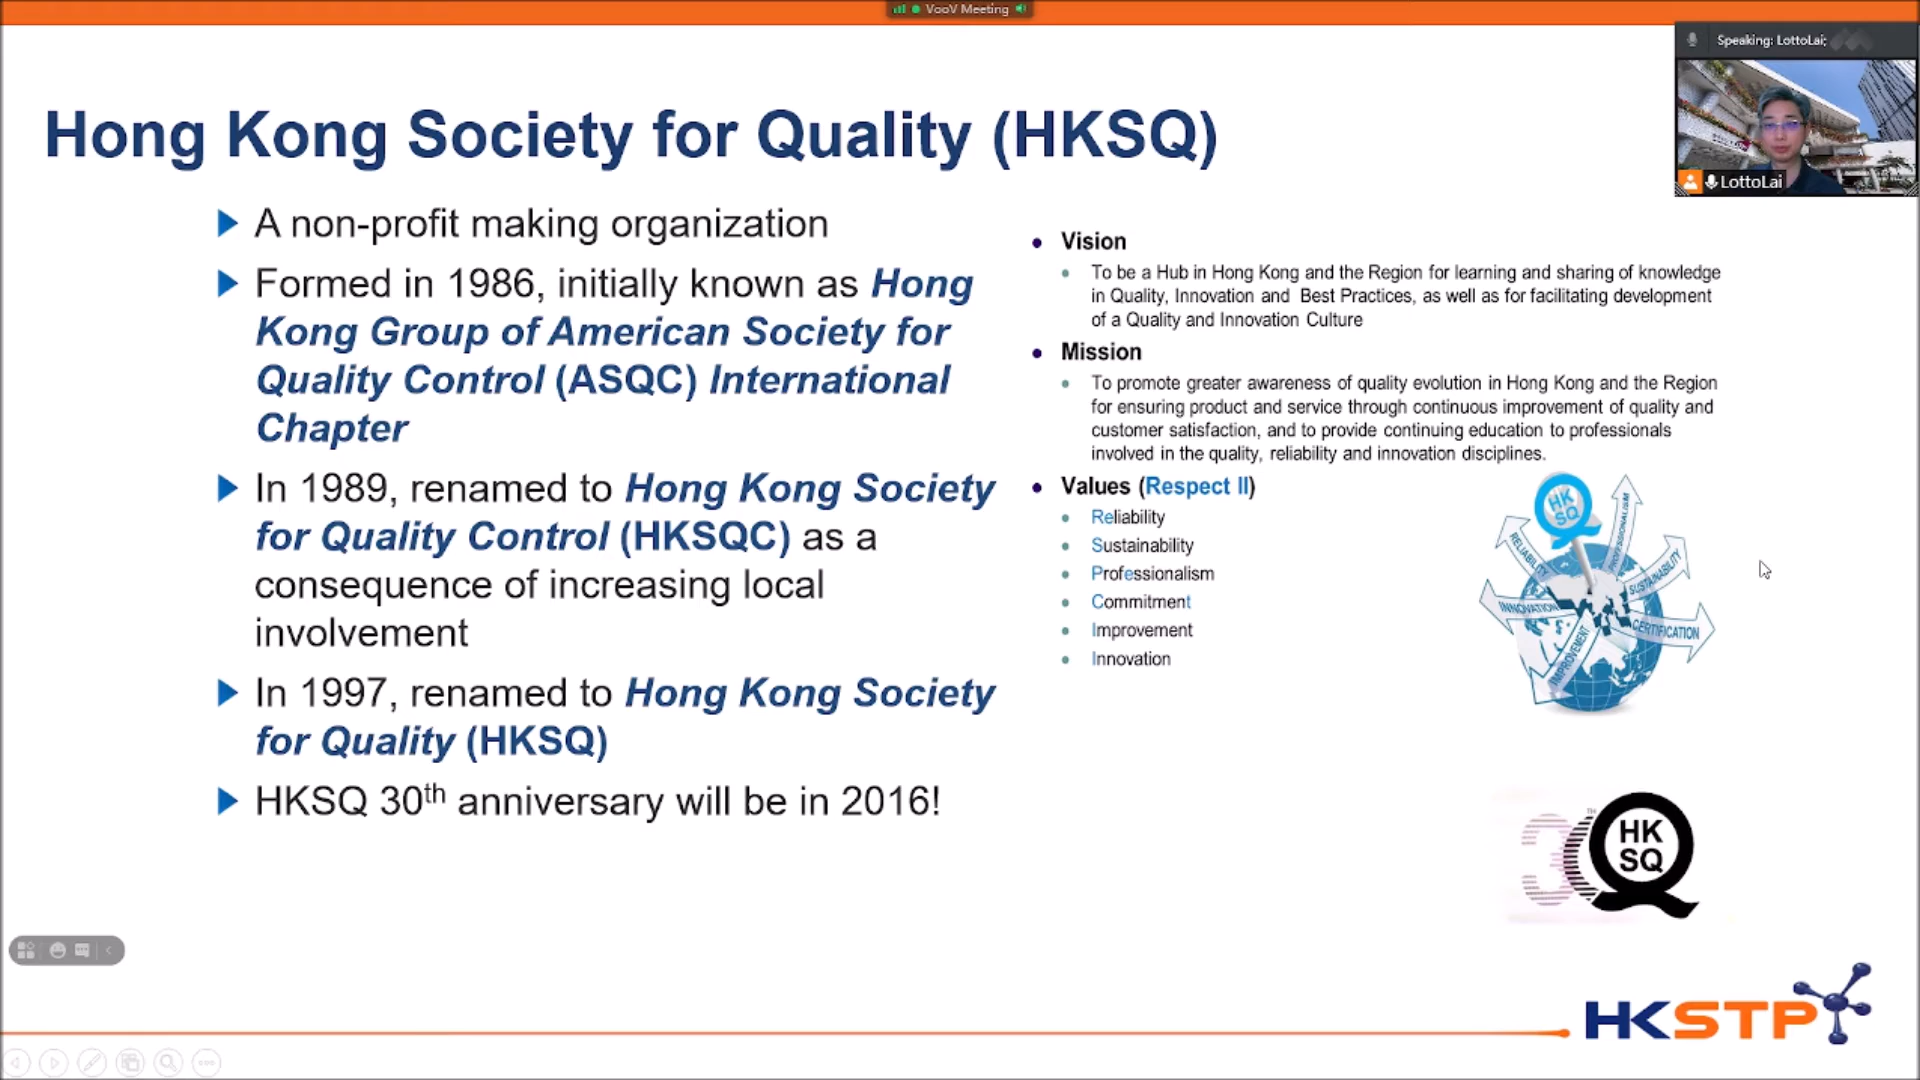 VooV Meeting
Speaking: LottoLai;
LottoLai
Hong Kong Society for Quality (HKSQ)
A non-profit making organization
Formed in 1986, initially known as Hong
Kong Group of American Society for
Quality Control (ASQC) International
Chapter
In 1989, renamed to Hong Kong Society
for Quality Control (HKSQC) as a
consequence of increasing local
involvement
In 1997, renamed to Hong Kong Society
for Quality (HKSQ)
HKSQ 30th anniversary will be in 2016!
Vision
To be a Hub in Hong Kong and the Region for learning and sharing of knowledge
in Quality, Innovation and Best Practices, as well as for facilitating development
of a Quality and Innovation Culture
Mission
To promote greater awareness of quality evolution in Hong Kong and the Region
for ensuring product and service through continuous improvement of quality and
customer satisfaction, and to provide continuing education to professionals
involved in the quality, reliability and innovation disciplines.
Values (Respect II)
Reliability
Sustainability
Professionalism
Commitment
Improvement
Innovation
HK
SQ
PROFESSIONALISM
RELIABILITY
SUSTAINABILITY
INNOVATION
CERTIFICATION
IMPROVEMENT
30TH
HK
SQ
HKSTP